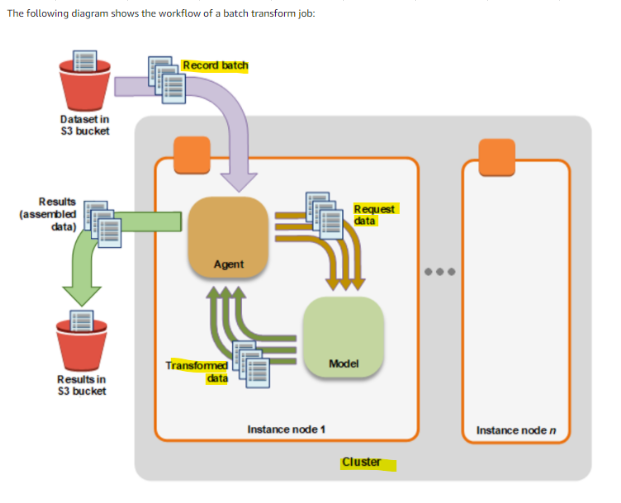 The following diagram shows the workflow of a batch transform job:
Record batch
Dataset in
S3 bucket
Results
(assembled
data)
Request
data
Agent
Transformed
data
Model
Results in
S3 bucket
Instance node 1
Instance node n
Cluster